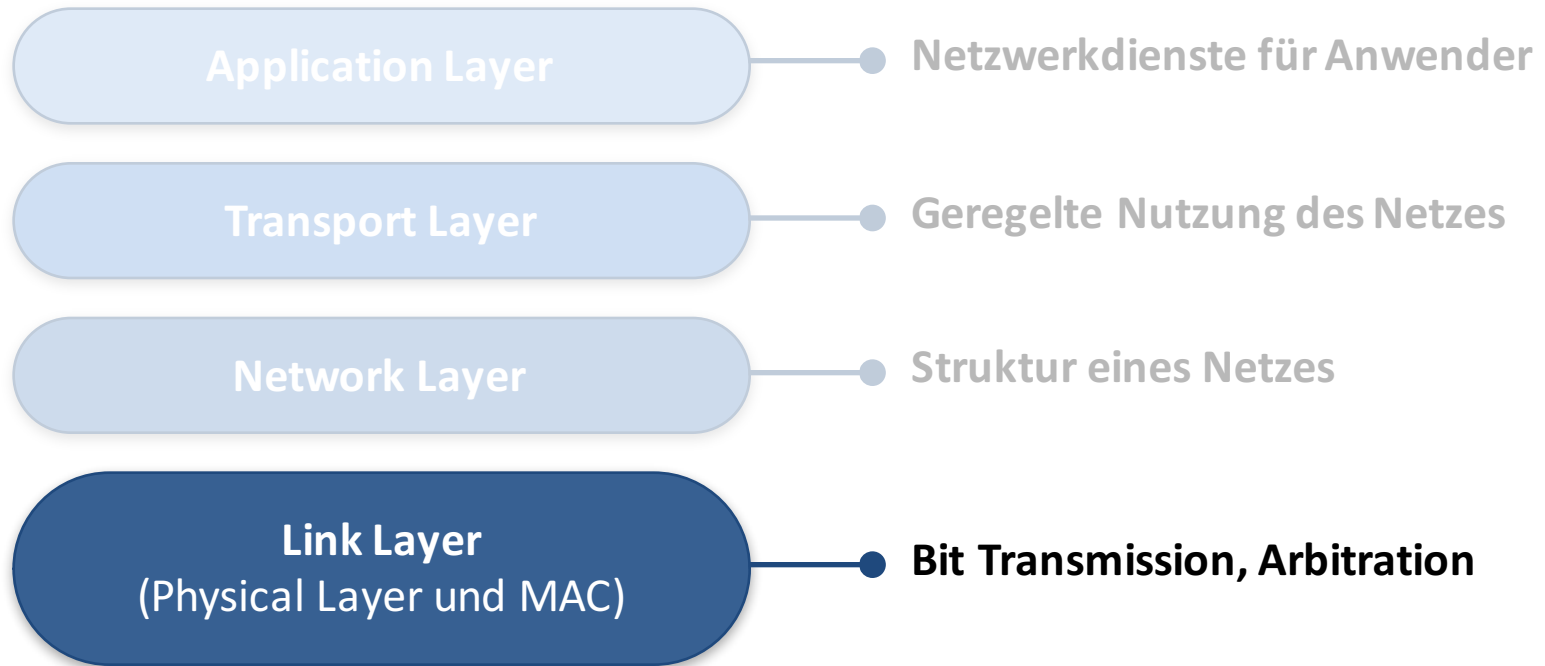 Application Layer
Netzwerkdienste für Anwender
Transport Layer
Geregelte Nutzung des Netzes
Network Layer
Struktur eines Netzes
Link Layer
(Physical Layer und MAC)
Bit Transmission, Arbitration